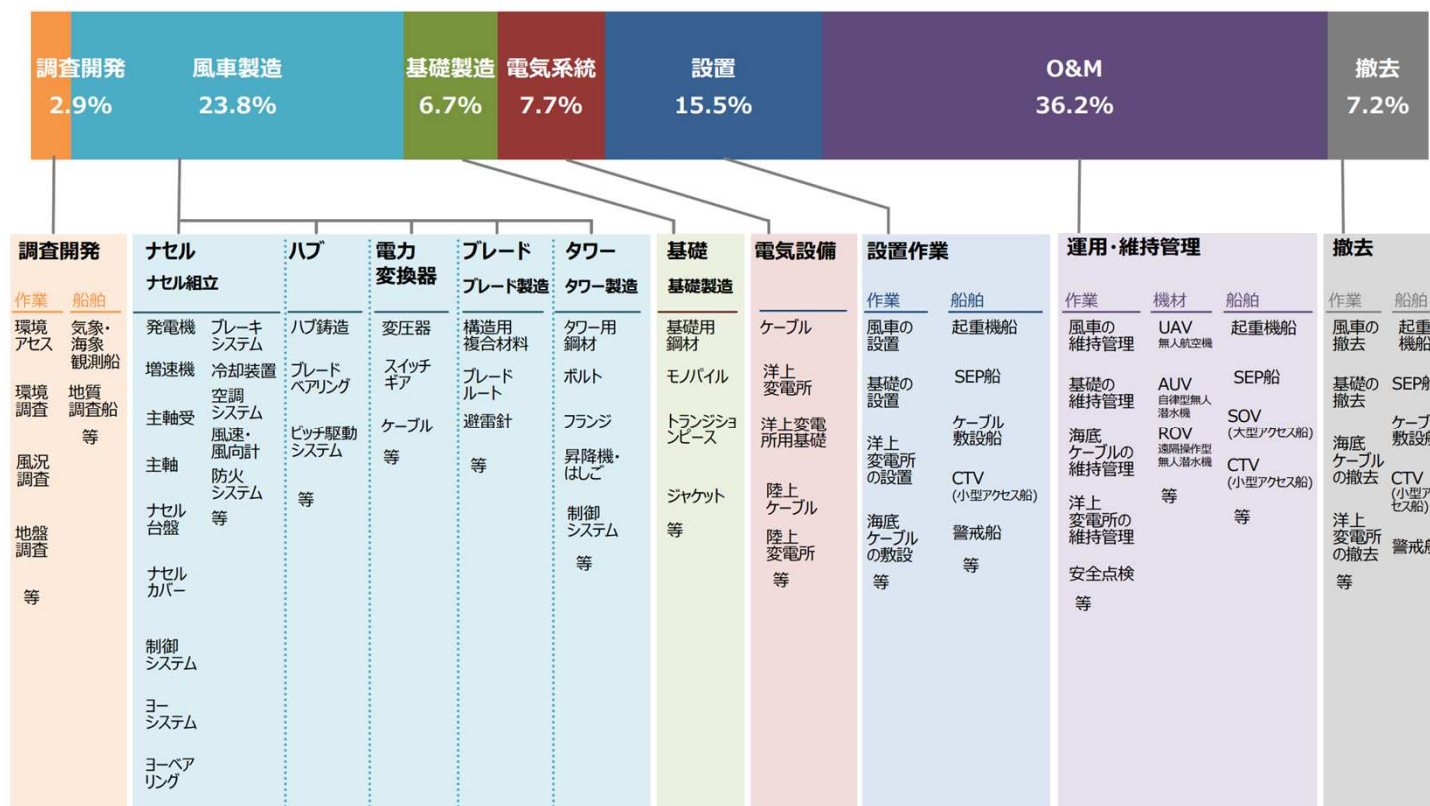 調査開発
2.9%
風車製造
23.8%
基礎製造
6.7%
電気系統
7.7%
設置
15.5%
O&M
36.2%
撤去
7.2%
調査開発
作業
環境
アセス
環境
調査
風況
調査
地盤
調査
等
船舶
気象・
海象
観測船
地質
調査船
等
ナセル
ナセル組立
発電機
増速機
主軸受
主軸
ナセル
台盤
ナセル
カバー
制御
システム
ヨー
システム
ヨーベア
リング
ブレーキ
システム
冷却装置
空調
システム
風速・
風向計
防火
システム
等
ハブ
ハブ鋳造
ブレード
ベアリング
ピッチ駆動
システム
等
電力
変換器
変圧器
スイッチ
ギア
ケーブル
等
ブレード
ブレード製造
構造用
複合材料
ブレード
ルート
避雷針
等
タワー
タワー製造
タワー用
鋼材
ボルト
フランジ
昇降機・
はしご
制御
システム
等
基礎
基礎製造
基礎用
鋼材
モノパイル
トランジショ
ンピース
ジャケット
等
電気設備
ケーブル
洋上
変電所
洋上変電
所用基礎
陸上
ケーブル
陸上
変電所
等
設置作業
作業
風車の
設置
基礎の
設置
洋上
変電所
の設置
海底
ケーブル
の敷設
等
船舶
起重機船
SEP船
ケーブル
敷設船
CTV
(小型アクセス船)
警戒船
等
運用・維持管理
作業
風車の
維持管理
基礎の
維持管理
海底
ケーブルの
維持管理
洋上
変電所の
維持管理
安全点検
等
機材
UAV
無人航空機
AUV
自律型無人
潜水機
ROV
遠隔操作型
無人潜水機
等
船舶
起重機船
SEP船
SOV
(大型アクセス船)
CTV
(小型アクセス船)
等
撤去
作業
風車の
撤去
基礎の
撤去
海底
ケーブル
の撤去
洋上
変電所
の撤去
等
船舶
起重
機船
SEP船
ケーブ
敷設船
CTV
(小型ア
セス船)
警戒船